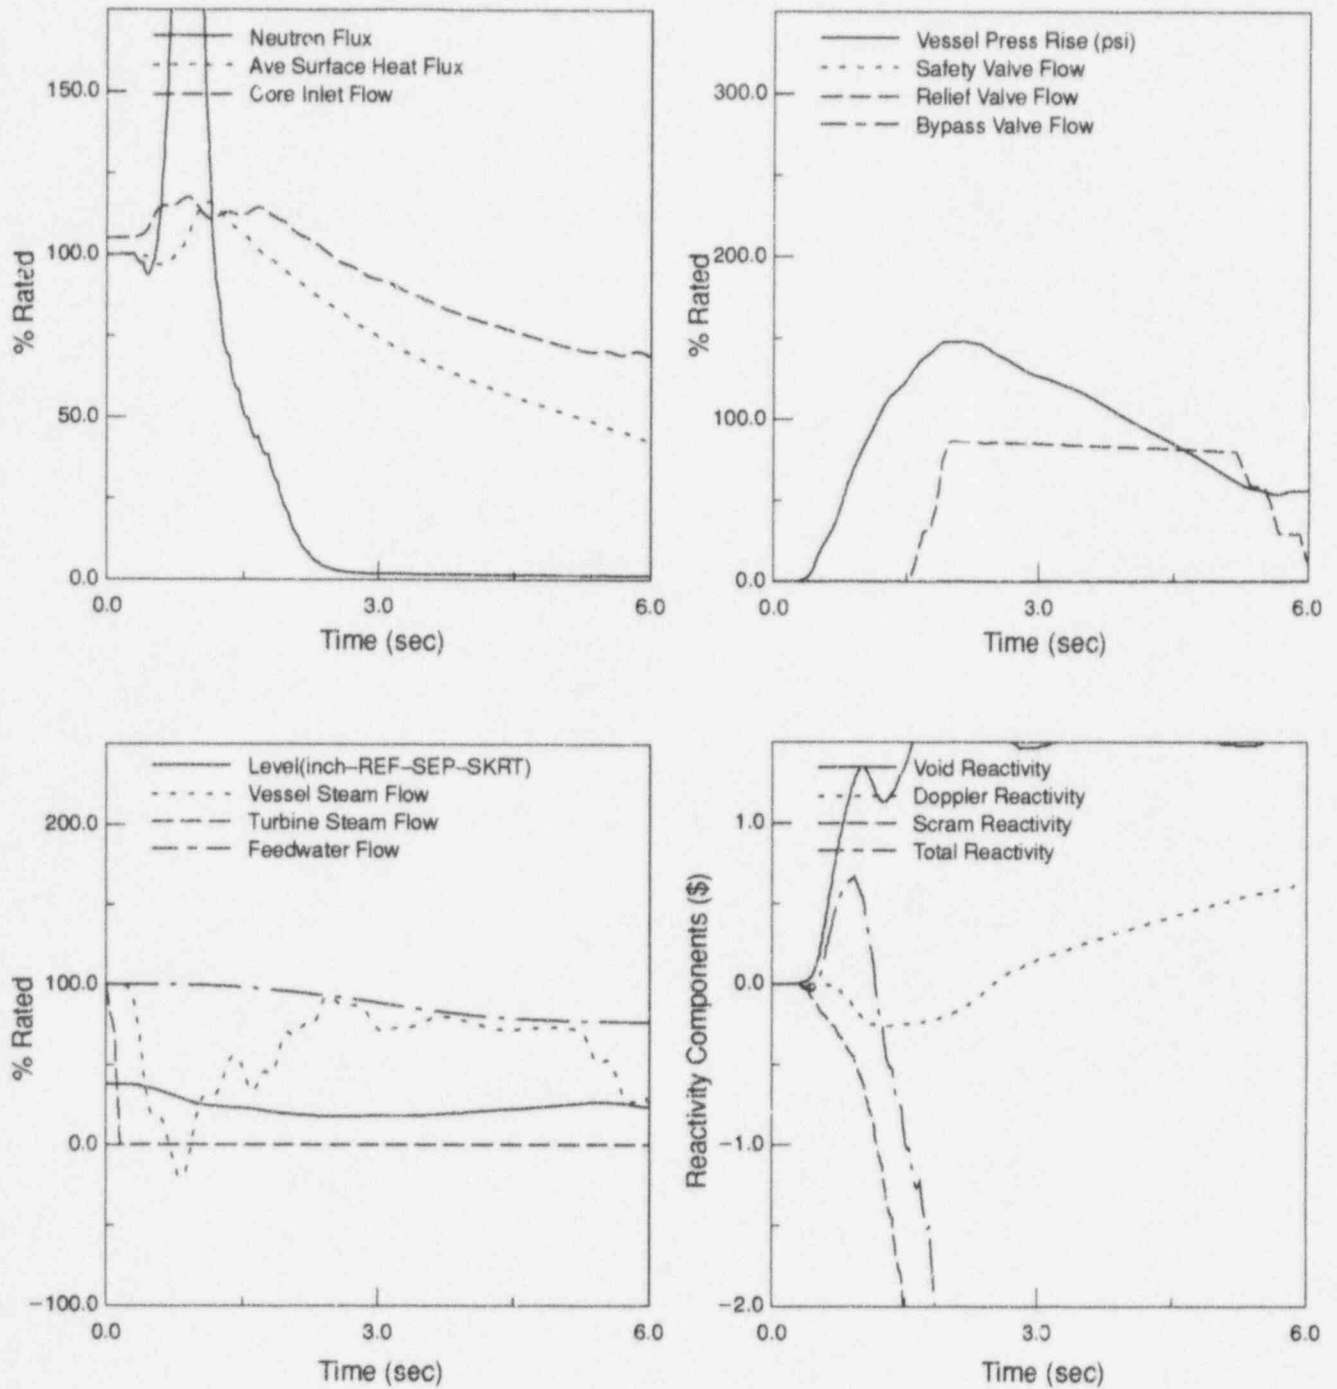 Neutron Flux
Ave Surface Heat Flux
Core Inlet Flow
150.0
100.0
50.0
0.0
% Rated
0.0 3.0 6.0
Time (sec)
Vessel Press Rise (psi)
Safety Valve Flow
Relief Valve Flow
Bypass Valve Flow
300.0
200.0
100.0
0.0
% Rated
0.0 3.0 6.0
Time (sec)
Level(inch-REF-SEP-SKRT)
Vessel Steam Flow
Turbine Steam Flow
Feedwater Flow
200.0
100.0
0.0
-100.0
% Rated
0.0 3.0 6.0
Time (sec)
Void Reactivity
Doppler Reactivity
Scram Reactivity
Total Reactivity
1.0
0.0
-1.0
-2.0
Reactivity Components ($)
0.0 3.0 6.0
Time (sec)